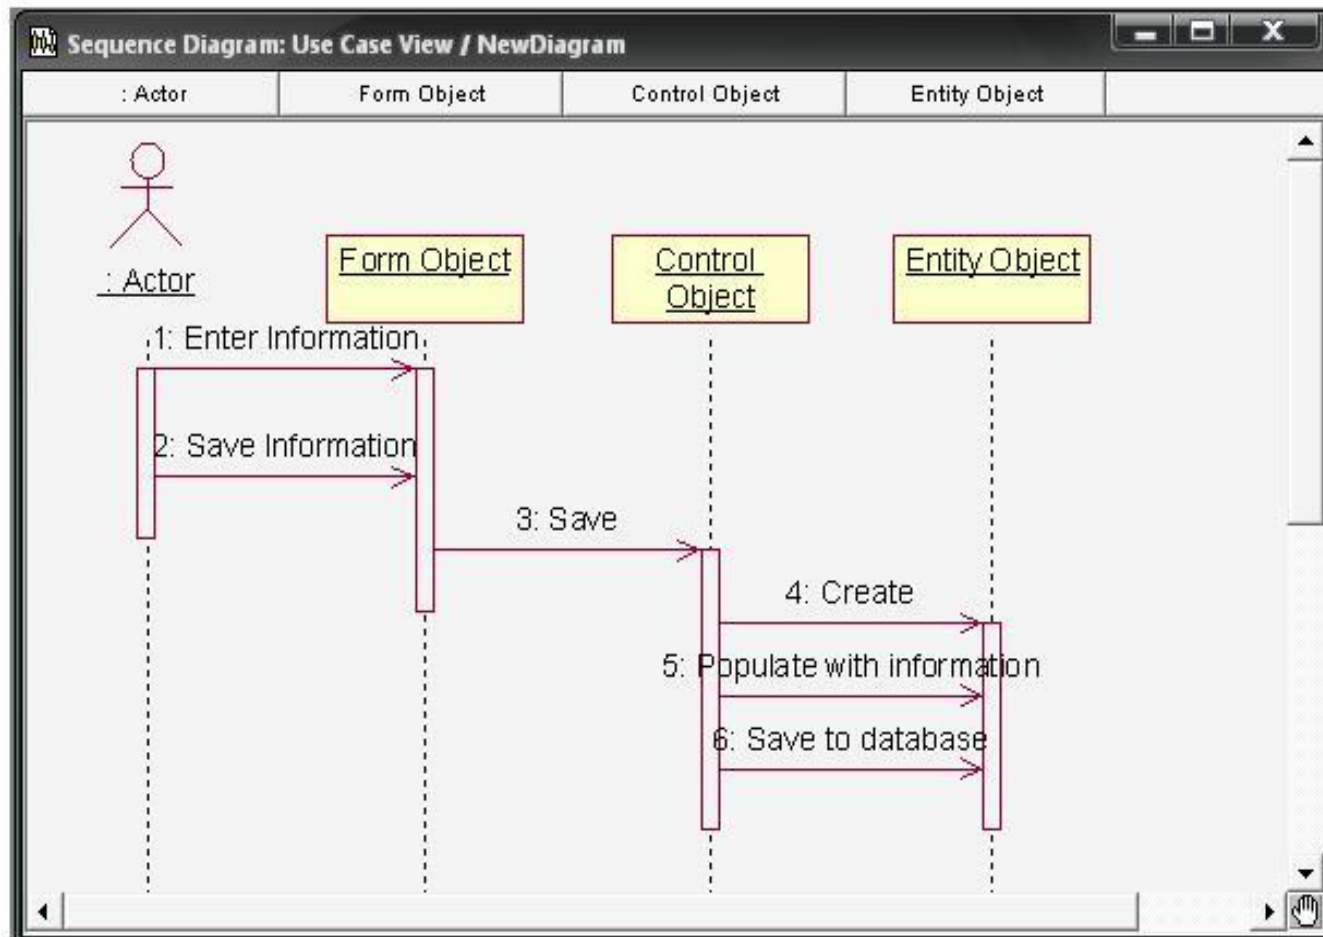 Sequence Diagram: Use Case View / NewDiagram
: Actor Form Object Control Object Entity Object
: Actor
Form Object
Control
Object
Entity Object
1: Enter Information
2: Save Information
3: Save
4: Create
5: Populate with information
6: Save to database